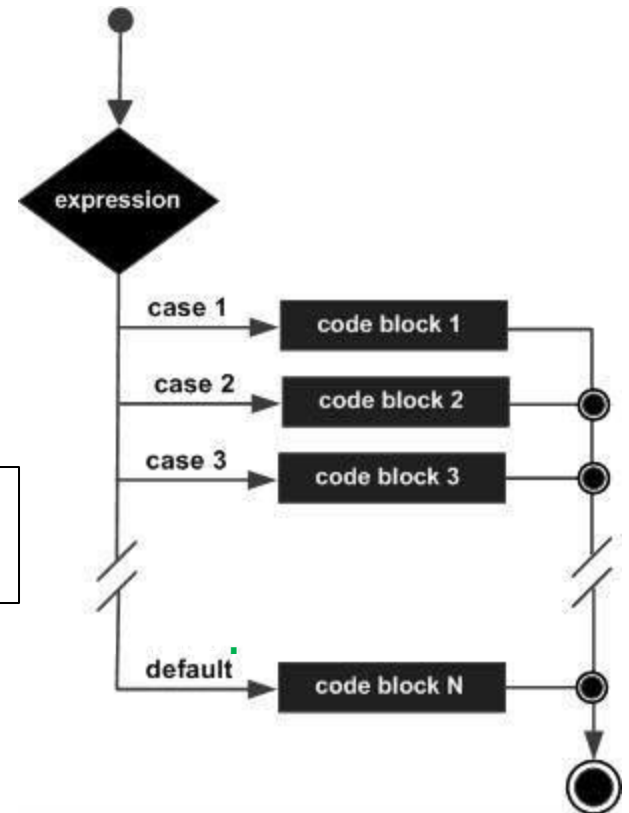 expression
case 1
code block 1
case 2
code block 2
case 3
code block 3
default
code block N